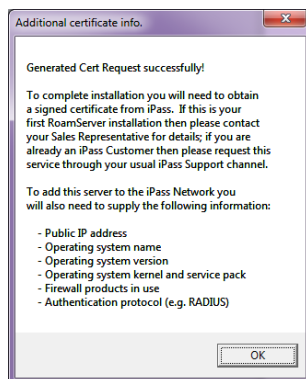 Additional certificate info.
Generated Cert Request successfully!
To complete installation you will need to obtain
a signed certificate from iPass.  If this is your
first RoamServer installation then please contact
your Sales Representative for details; if you are
already an iPass Customer then please request this
service through your usual iPass Support channel.
To add this server to the iPass Network you
will also need to supply the following information:
- Public IP address
- Operating system name
- Operating system version
- Operating system kernel and service pack
- Firewall products in use
- Authentication protocol (e.g. RADIUS)
OK